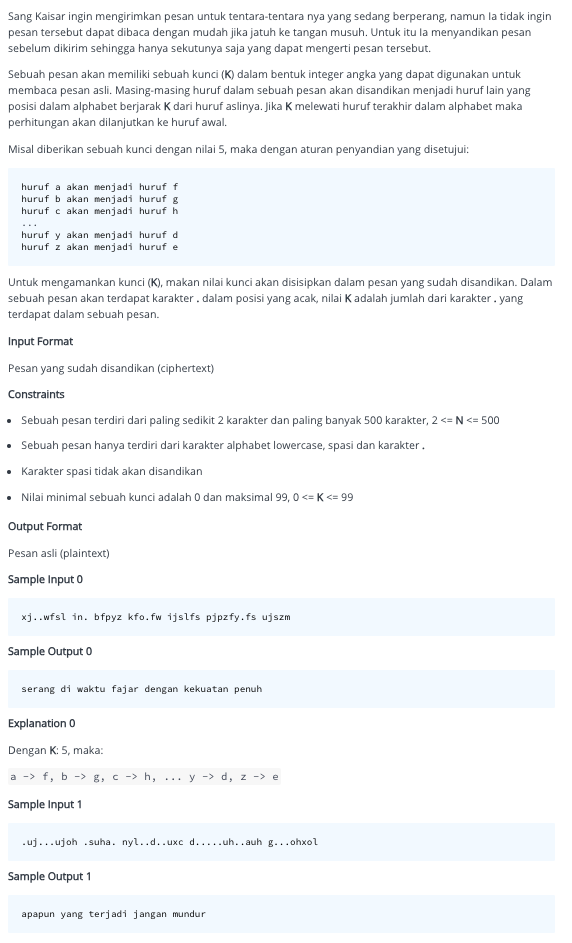 Sang Kaisar ingin mengirimkan pesan untuk tentara-tentara nya yang sedang berperang, namun Ia tidak ingin
pesan tersebut dapat dibaca dengan mudah jika jatuh ke tangan musuh. Untuk itu Ia menyandikan pesan
sebelum dikirim sehingga hanya sekutunya saja yang dapat mengerti pesan tersebut.
Sebuah pesan akan memiliki sebuah kunci (K) dalam bentuk integer angka yang dapat digunakan untuk
membaca pesan asli. Masing-masing huruf dalam sebuah pesan akan disandikan menjadi huruf lain yang
posisi dalam alphabet berjarak K dari huruf aslinya. Jika K melewati huruf terakhir dalam alphabet maka
perhitungan akan dilanjutkan ke huruf awal.
Misal diberikan sebuah kunci dengan nilai 5, maka dengan aturan penyandian yang disetujui:
huruf a akan menjadi huruf f
huruf b akan menjadi huruf g
huruf c akan menjadi huruf h
...
huruf y akan menjadi huruf d
huruf z akan menjadi huruf e
Untuk mengamankan kunci (K), makan nilai kunci akan disisipkan dalam pesan yang sudah disandikan. Dalam
sebuah pesan akan terdapat karakter . dalam posisi yang acak, nilai K adalah jumlah dari karakter . yang
terdapat dalam sebuah pesan.
Input Format
Pesan yang sudah disandikan (ciphertext)
Constraints
• Sebuah pesan terdiri dari paling sedikit 2 karakter dan paling banyak 500 karakter, 2 <= N <= 500
• Sebuah pesan hanya terdiri dari karakter alphabet lowercase, spasi dan karakter .
• Karakter spasi tidak akan disandikan
• Nilai minimal sebuah kunci adalah 0 dan maksimal 99, 0 <= K <= 99
Output Format
Pesan asli (plaintext)
Sample Input 0
xj..wfsl in. bfpyz kfo.fw ijslfs pjpzfy.fs ujszm
Sample Output 0
serang di waktu fajar dengan kekuatan penuh
Explanation 0
Dengan K: 5, maka:
a -> f, b -> g, c -> h, ... y -> d, z -> e
Sample Input 1
.uj...ujoh .suha. nyl..d..uxc d.....uh..auh g...ohxol
Sample Output 1
apapun yang terjadi jangan mundur